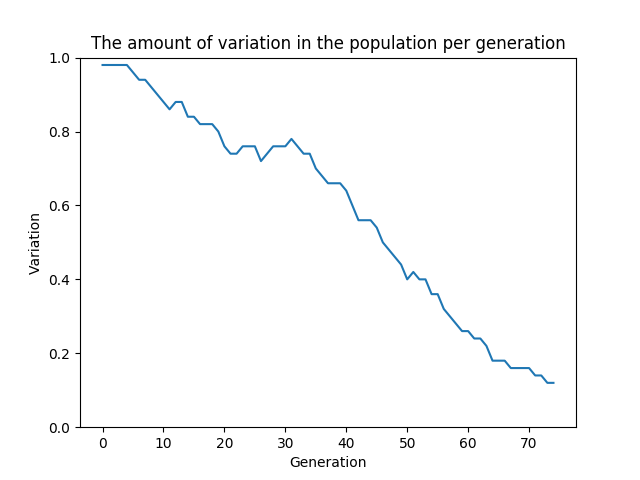 The amount of variation in the population per generation
1.0
0.8
0.6
0.4
0.2
0.0
Variation
0 10 20 30 40 50 60 70
Generation